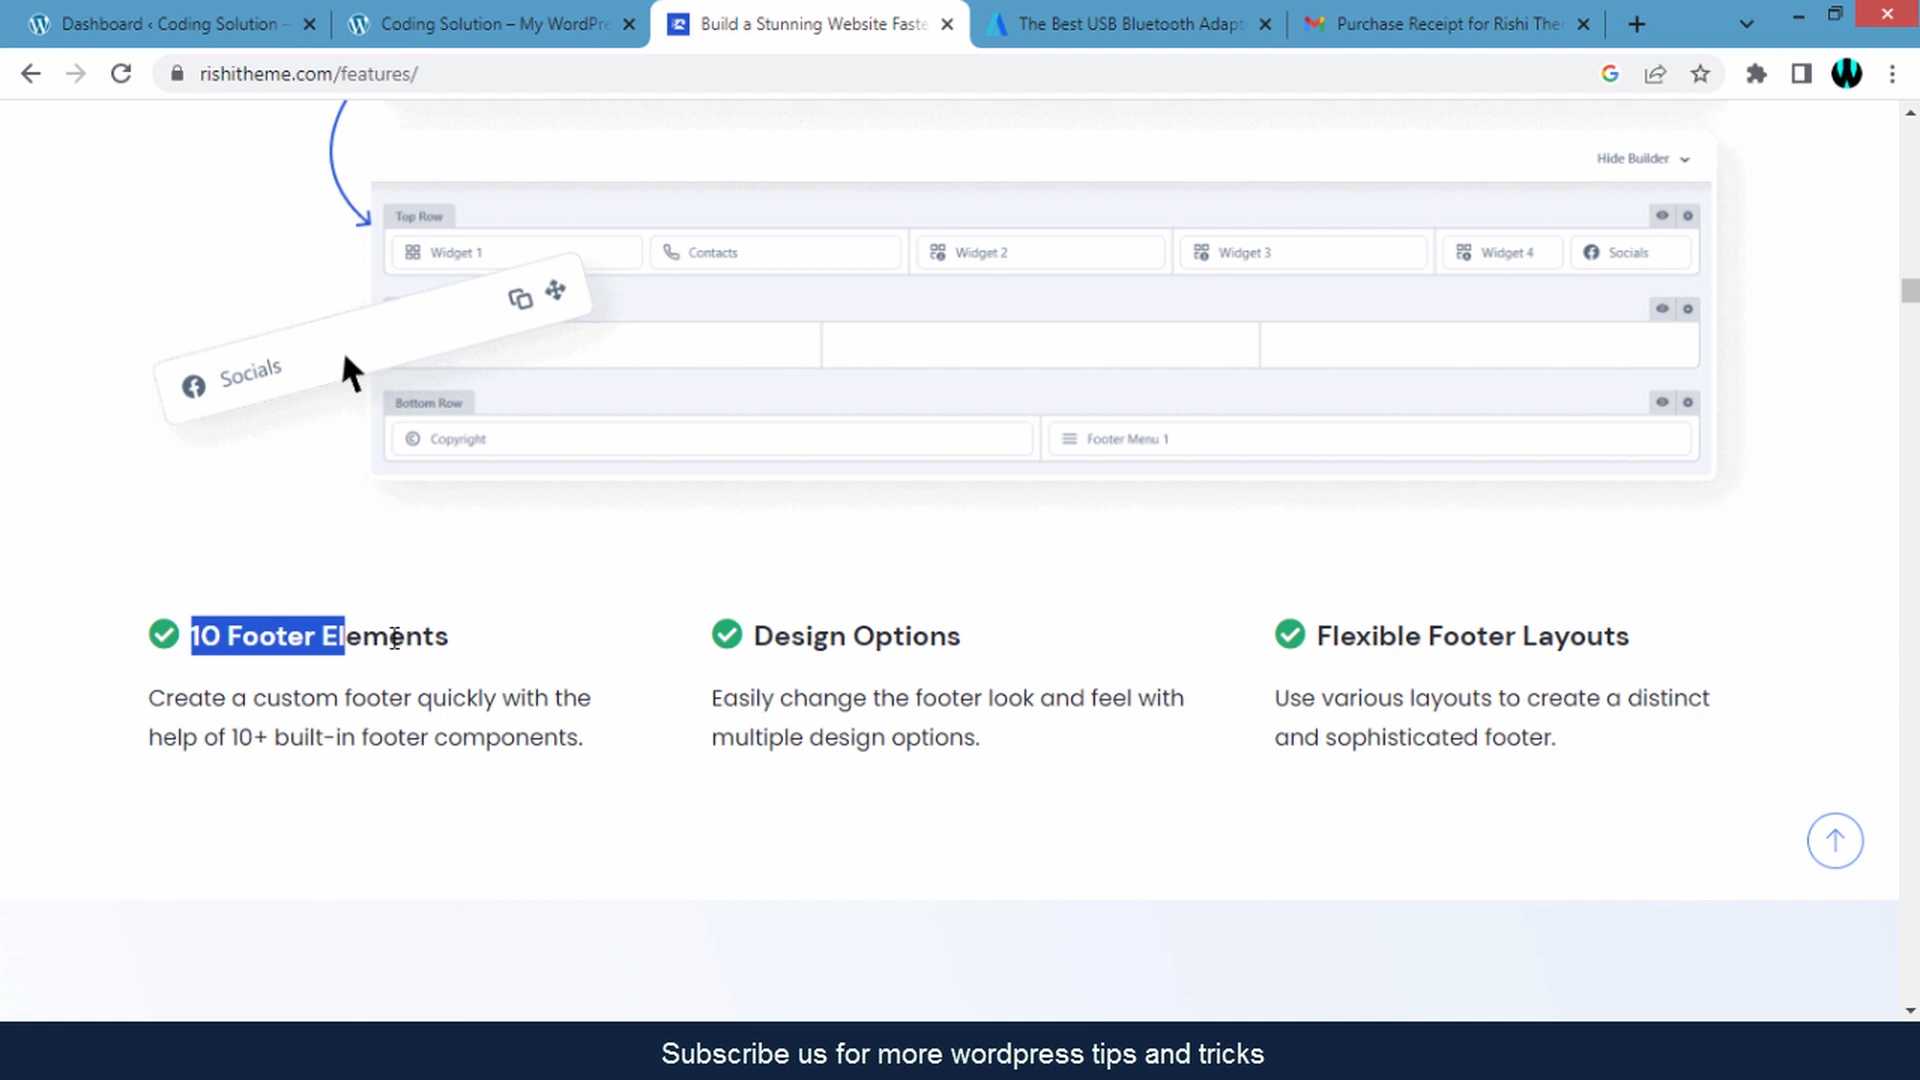 Dashboard ‹ Coding Solution –
Coding Solution – My WordPre
Build a Stunning Website Faste
The Best USB Bluetooth Adapt
Purchase Receipt for Rishi The
rishitheme.com/features/
Hide Builder
Top Row
Widget 1
Contacts
Widget 2
Widget 3
Widget 4
Socials
Socials
Bottom Row
Copyright
Footer Menu 1
10 Footer Elements
Create a custom footer quickly with the
help of 10+ built-in footer components.
Design Options
Easily change the footer look and feel with
multiple design options.
Flexible Footer Layouts
Use various layouts to create a distinct
and sophisticated footer.
Subscribe us for more wordpress tips and tricks